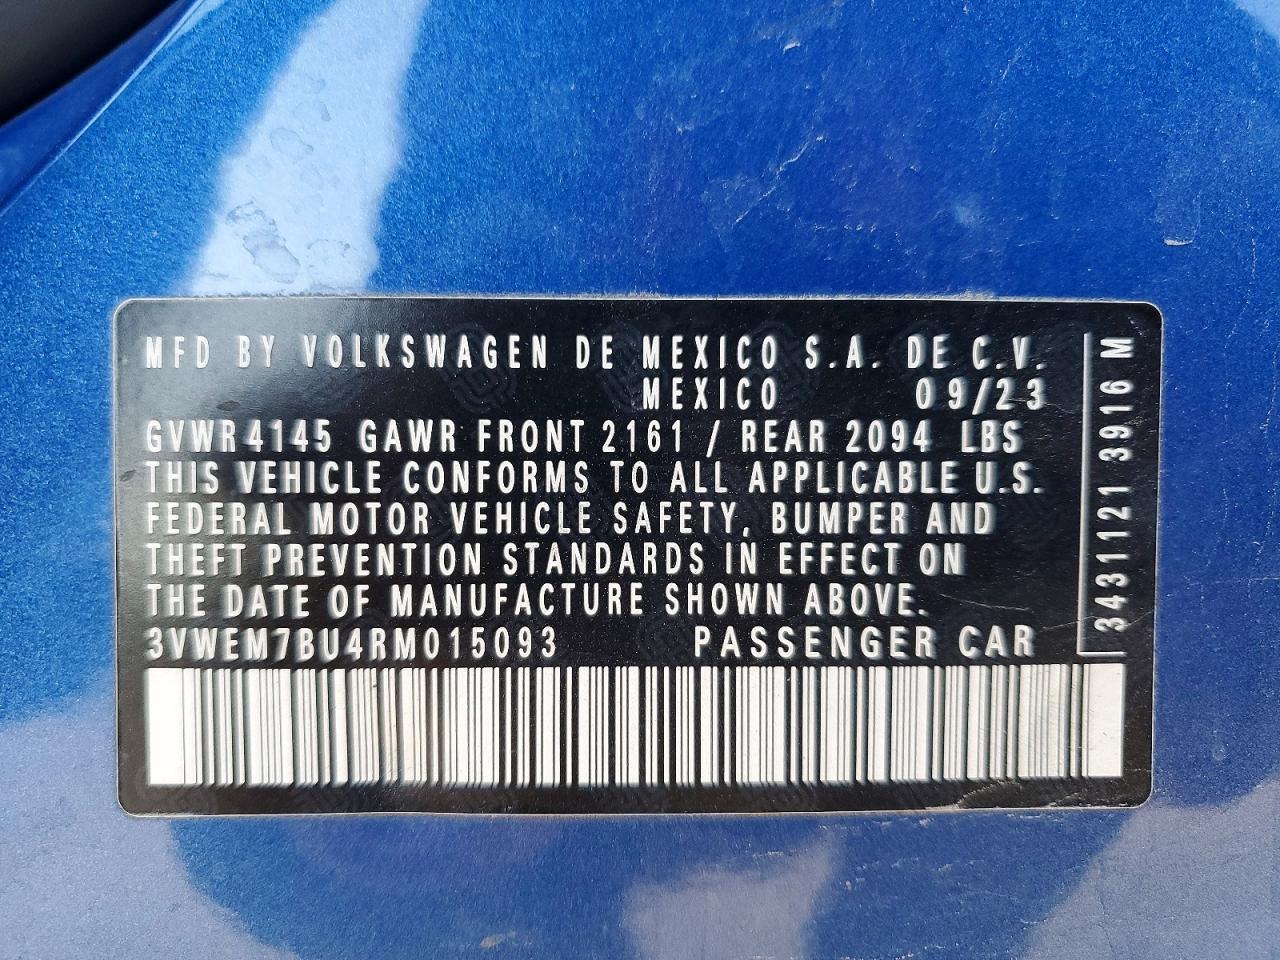 MFD BY VOLKSWAGEN DE MEXICO S.A. DE C.V.
MEXICO 09/23
GVWR 4145 GAWR FRONT 2161 / REAR 2094 LBS
THIS VEHICLE CONFORMS TO ALL APPLICABLE U.S.
FEDERAL MOTOR VEHICLE SAFETY, BUMPER AND
THEFT PREVENTION STANDARDS IN EFFECT ON
THE DATE OF MANUFACTURE SHOWN ABOVE.
3VWEM7BU4RM015093 PASSENGER CAR
3431121 3916 M